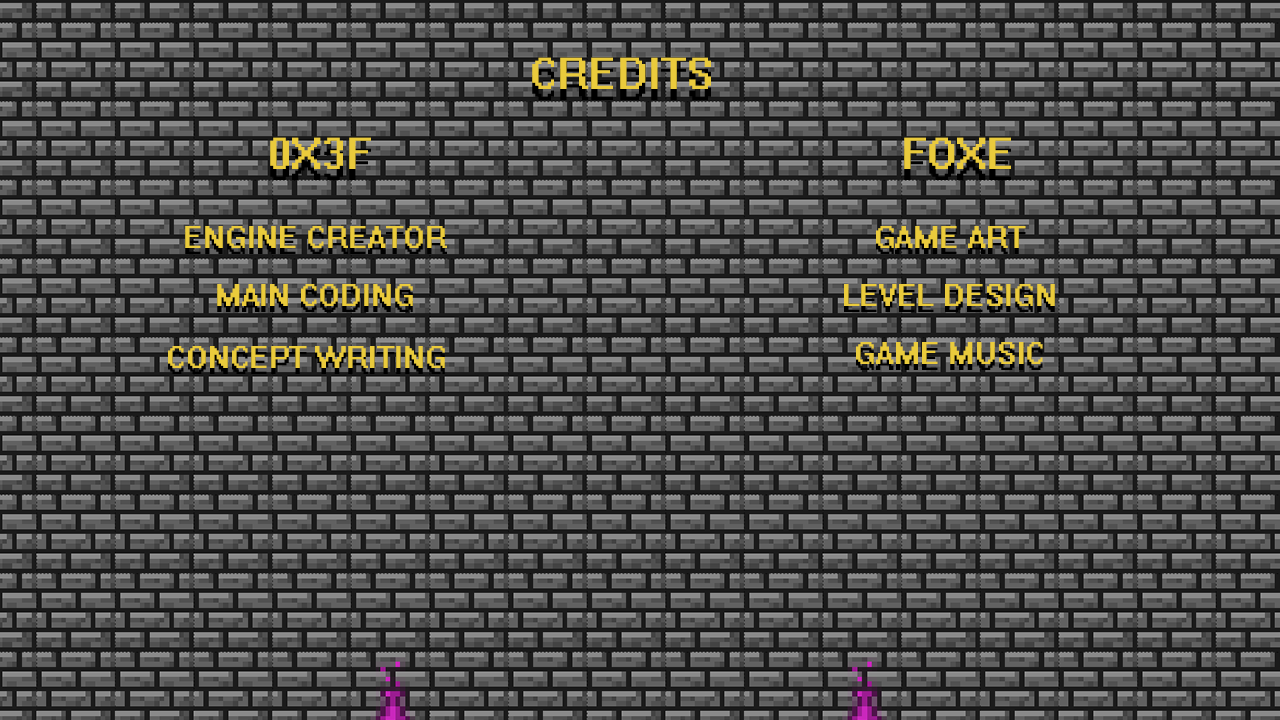 CREDITS
0X3F
ENGINE CREATOR
MAIN CODING
CONCEPT WRITING
FOXE
GAME ART
LEVEL DESIGN
GAME MUSIC